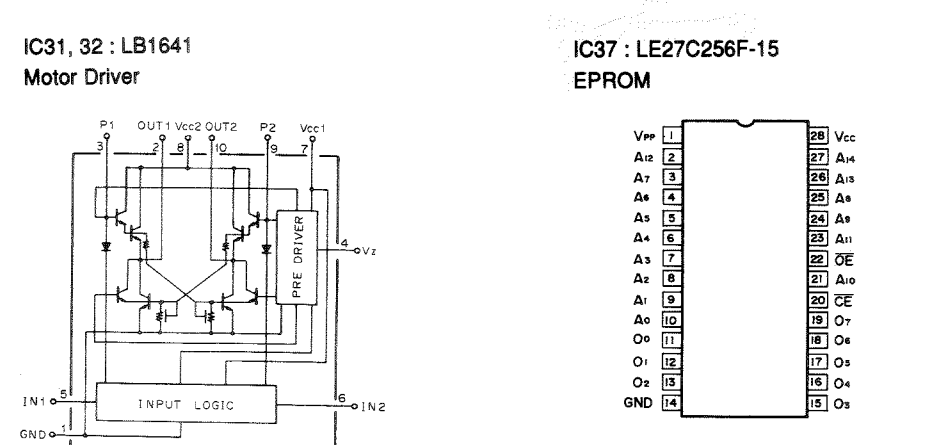 IC31, 32 : LB1641
Motor Driver
P1 OUT1 Vcc2 OUT2 P2 Vcc1
3 2 8 10 9 7
PRE DRIVER
4 Vz
IN1 5 INPUT LOGIC 6 IN2
GND 1
IC37 : LE27C256F-15
EPROM
VPP 1 28 Vcc
A12 2 27 A14
A7 3 26 A13
A6 4 25 A8
A5 5 24 A9
A4 6 23 A11
A3 7 22 OE
A2 8 21 A10
A1 9 20 CE
A0 10 19 O7
O0 11 18 O6
O1 12 17 O5
O2 13 16 O4
GND 14 15 O3